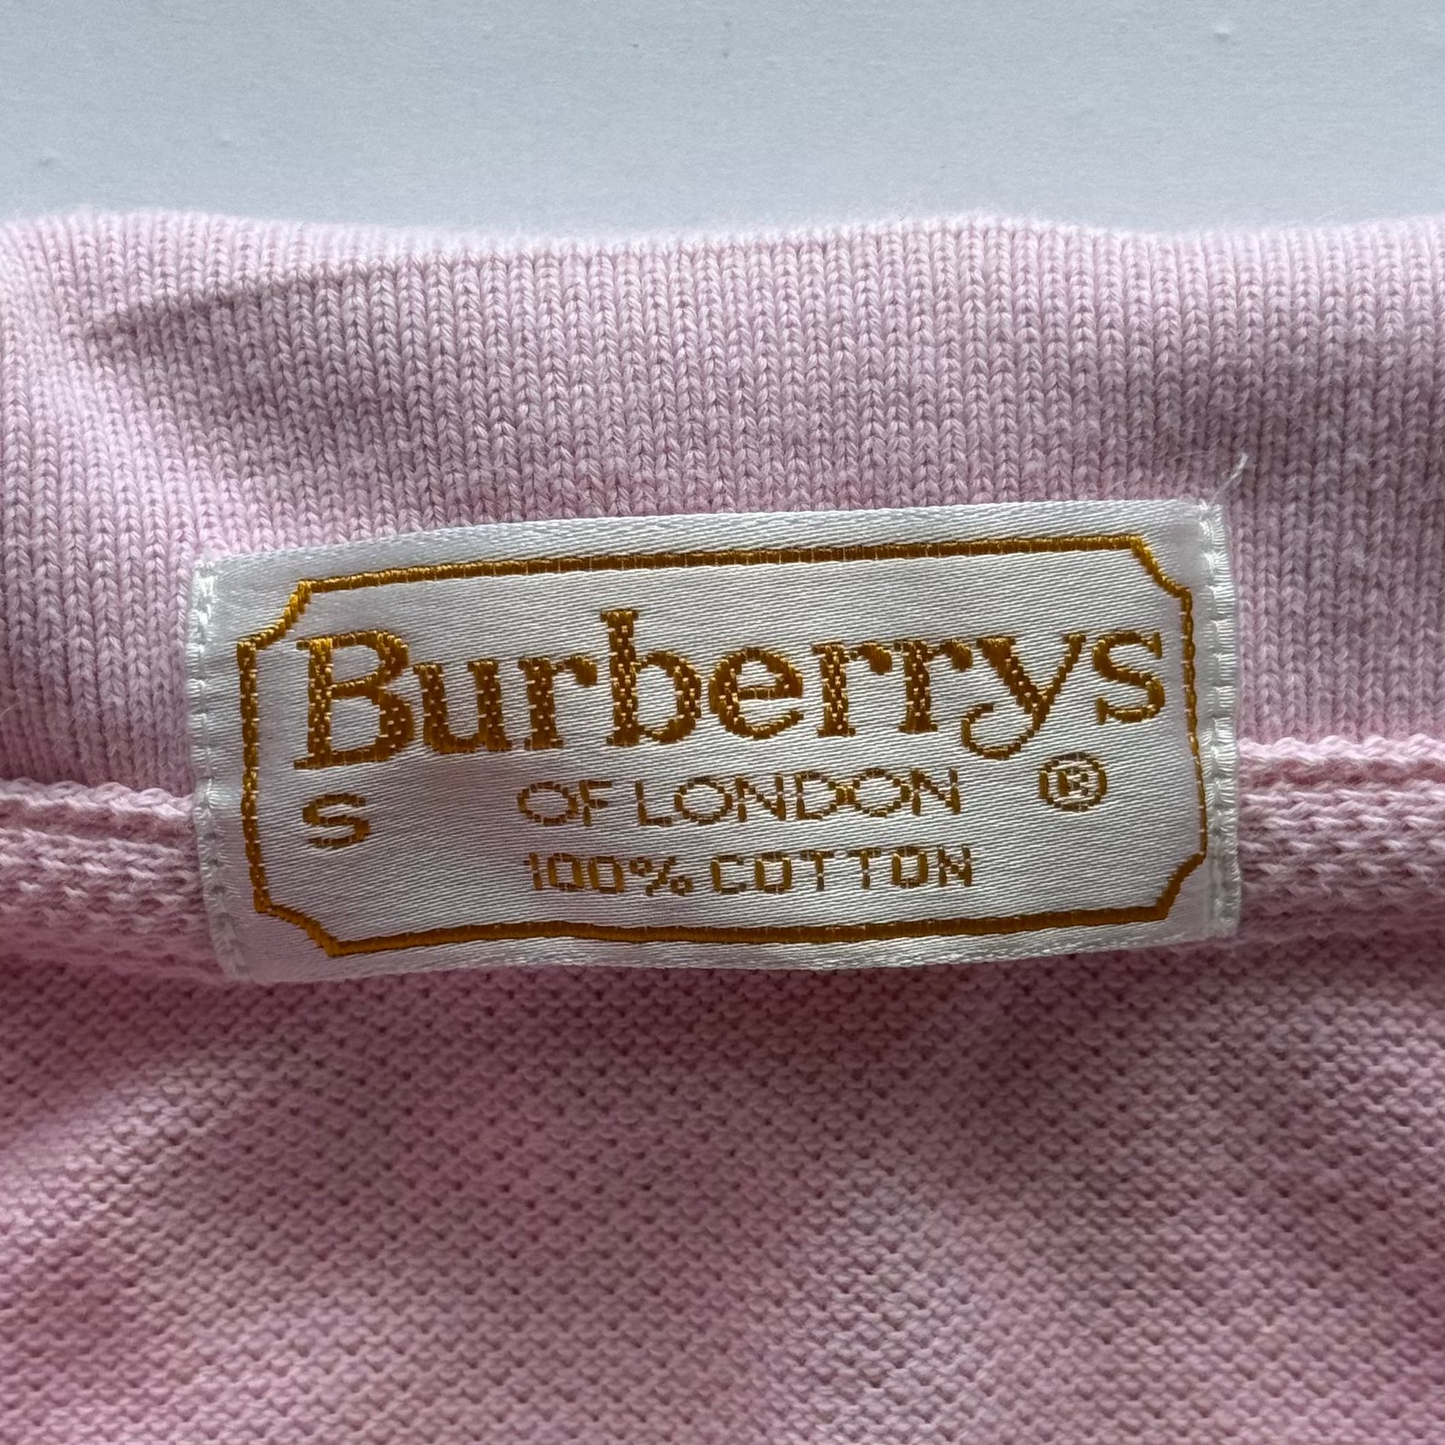 Burberrys
S OF LONDON ®
100% COTTON